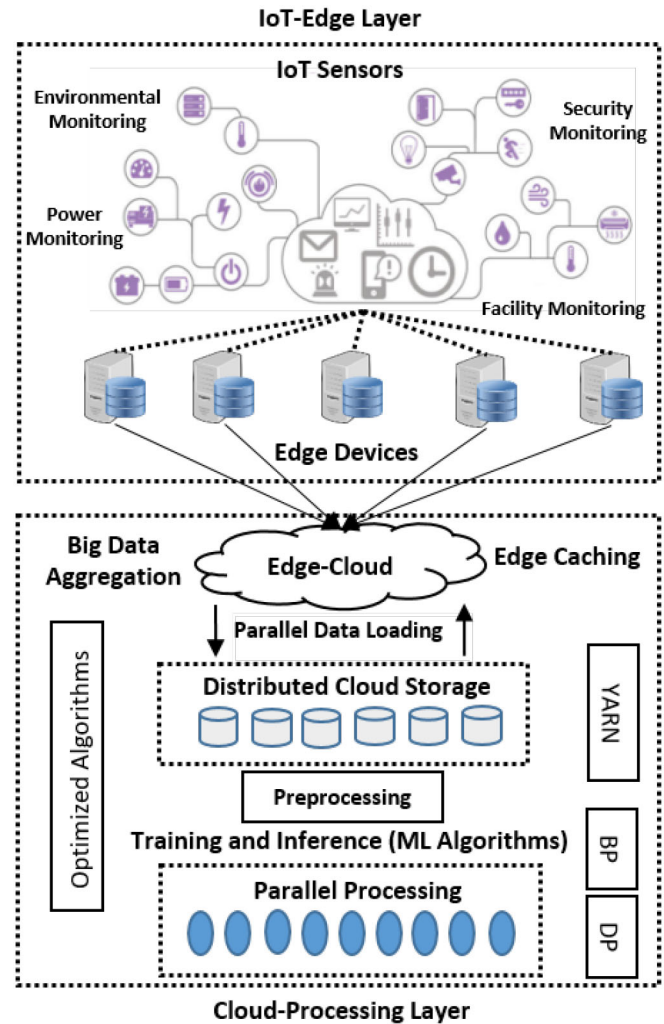 IoT-Edge Layer
IoT Sensors
Environmental
Monitoring
Security
Monitoring
Power
Monitoring
Facility Monitoring
Edge Devices
Big Data
Aggregation
Edge-Cloud
Edge Caching
Parallel Data Loading
Optimized Algorithms
Distributed Cloud Storage
YARN
Preprocessing
Training and Inference (ML Algorithms)
BP
Parallel Processing
DP
Cloud-Processing Layer